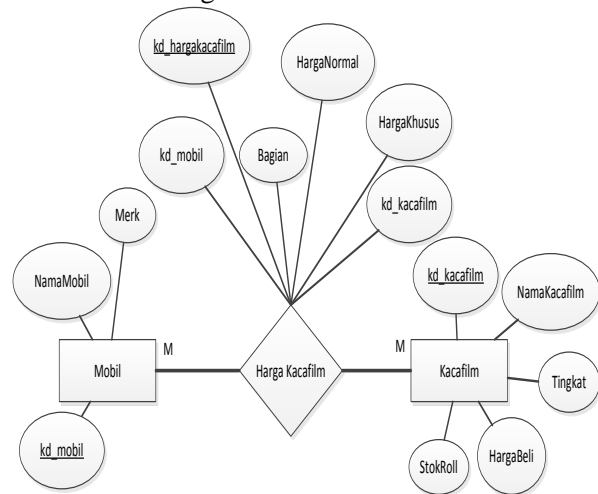 kd_hargakacafilm
HargaNormal
HargaKhusus
kd_mobil
Bagian
kd_kacafilm
Merk
NamaMobil
kd_kacafilm
NamaKacafilm
M
M
Mobil
Harga Kacafilm
Kacafilm
Tingkat
kd_mobil
StokRoll
HargaBeli